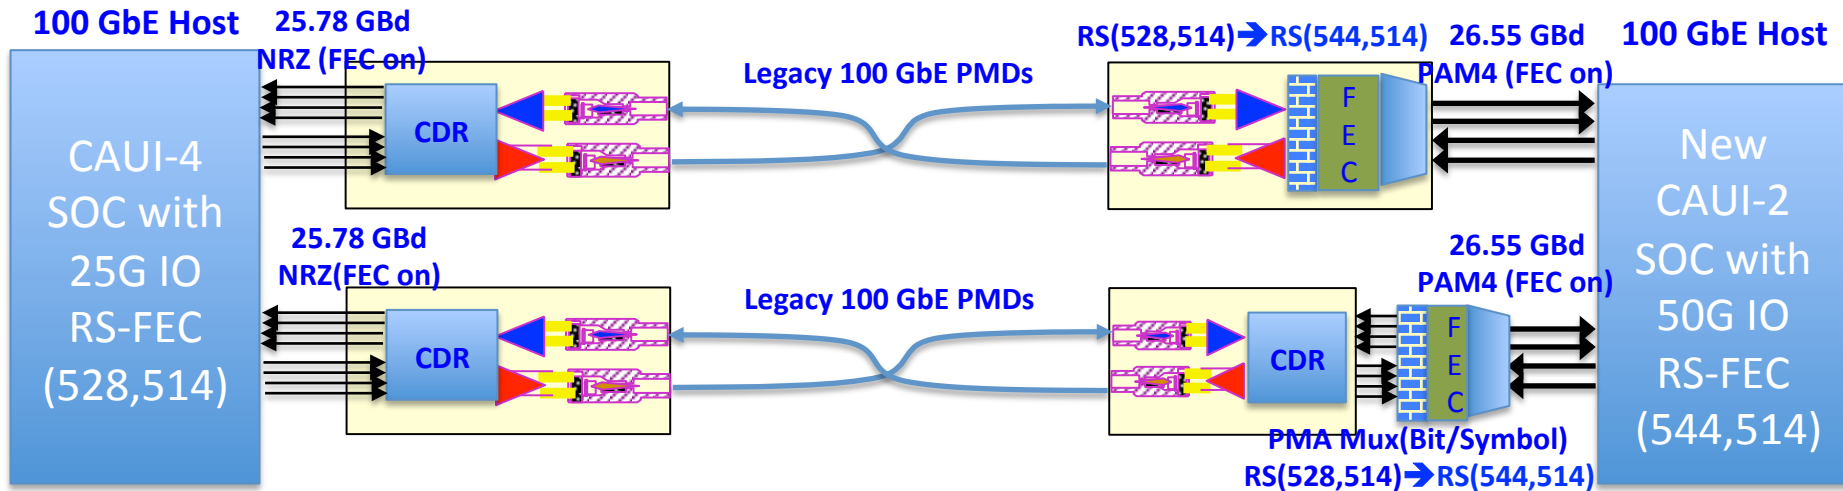 100 GbE Host
25.78 GBd
NRZ (FEC on)
CAUI-4
SOC with
25G IO
RS-FEC
(528,514)
CDR
Legacy 100 GbE PMDs
RS(528,514)➔RS(544,514)
F
E
C
26.55 GBd
PAM4 (FEC on)
100 GbE Host
New
CAUI-2
SOC with
50G IO
RS-FEC
(544,514)
25.78 GBd
NRZ(FEC on)
CDR
Legacy 100 GbE PMDs
CDR
F
E
C
26.55 GBd
PAM4 (FEC on)
PMA Mux(Bit/Symbol)
RS(528,514)➔RS(544,514)